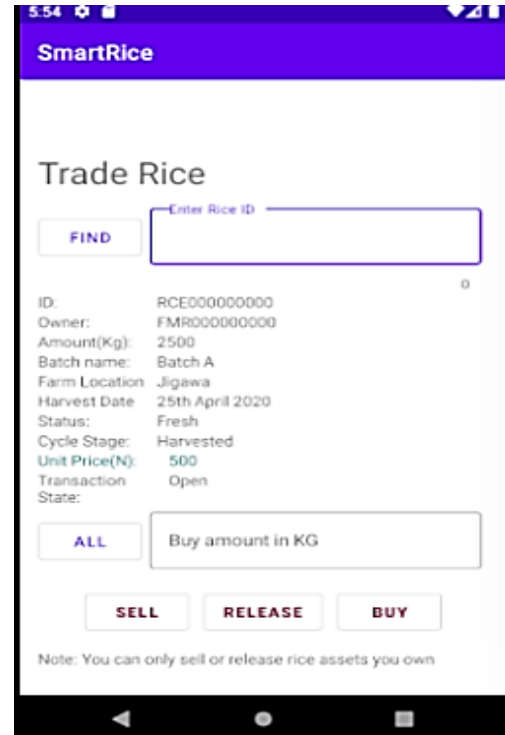 5:54
SmartRice
Trade Rice
Enter Rice ID
FIND
0
ID: RCE000000000
Owner: FMR000000000
Amount(Kg): 2500
Batch name: Batch A
Farm Location Jigawa
Harvest Date 25th April 2020
Status: Fresh
Cycle Stage: Harvested
Unit Price(N): 500
Transaction Open
State:
ALL Buy amount in KG
SELL RELEASE BUY
Note: You can only sell or release rice assets you own